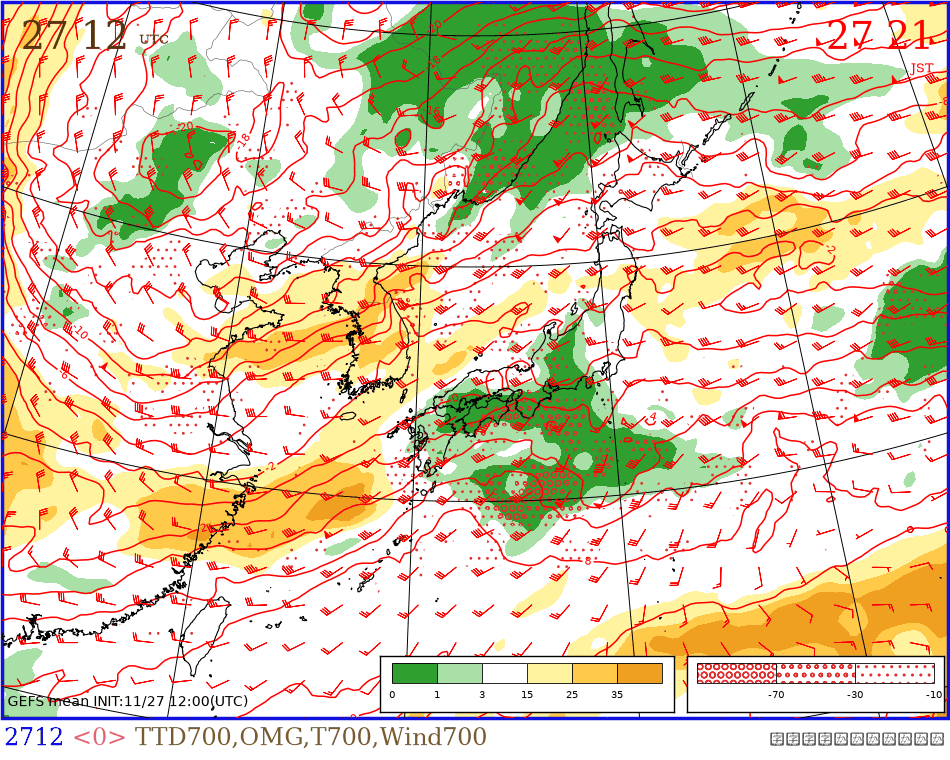 27 12 UTC
27 21
JST
0 1 3 15 25 35
-70 -30 -10
GEFS mean INIT:11/27 12:00(UTC)
2712 <0> TTD700,OMG,T700,Wind700